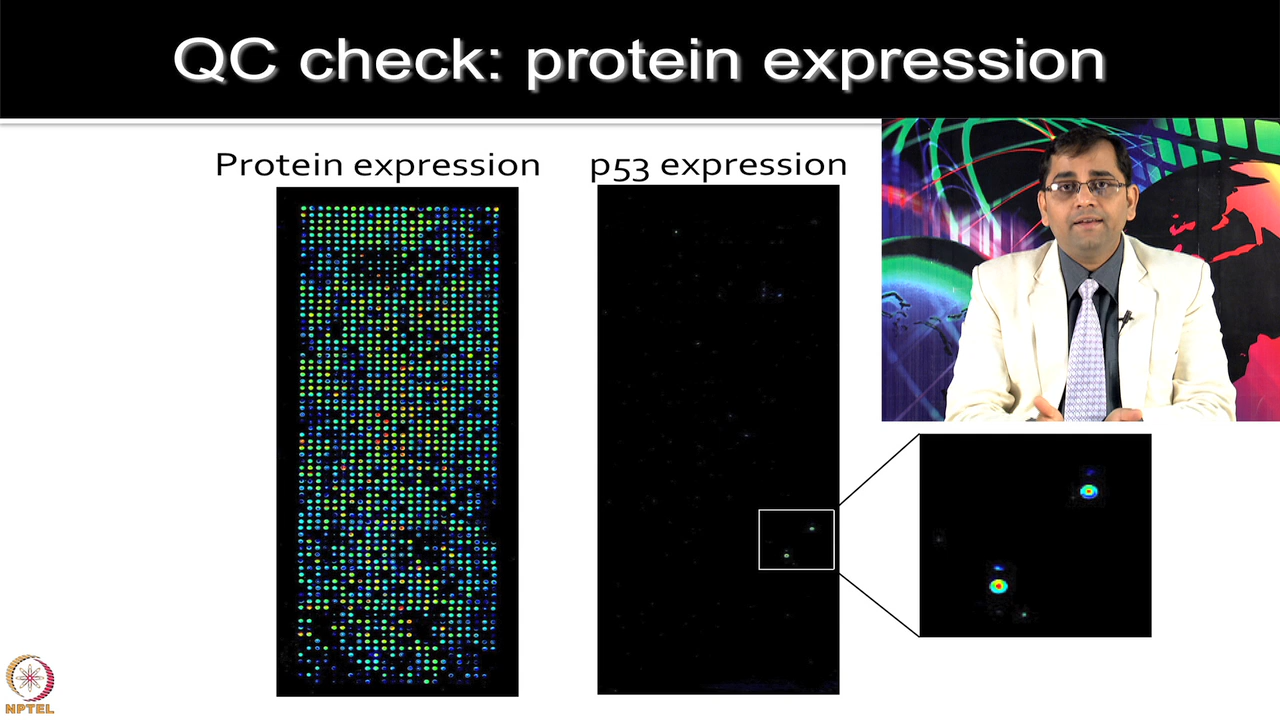 QC check: protein expression
Protein expression
p53 expression
NPTEL